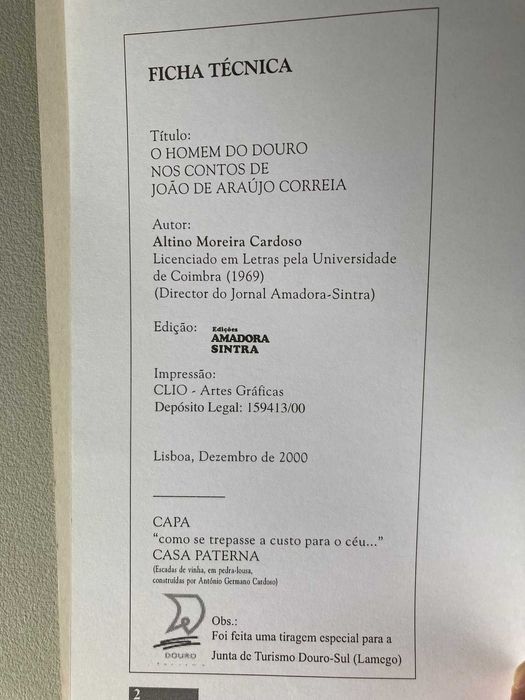 FICHA TÉCNICA
Título:
O HOMEM DO DOURO
NOS CONTOS DE
JOÃO DE ARAÚJO CORREIA
Autor:
Altino Moreira Cardoso
Licenciado em Letras pela Universidade
de Coimbra (1969)
(Director do Jornal Amadora-Sintra)
Edição: Edições
AMADORA
SINTRA
Impressão:
CLIO - Artes Gráficas
Depósito Legal: 159413/00
Lisboa, Dezembro de 2000
CAPA
“como se trepasse a custo para o céu...”
CASA PATERNA
(Escadas de vinha, em pedra-lousa,
construídas por António Germano Cardoso)
DOURO
Obs.:
Foi feita uma tiragem especial para a
Junta de Turismo Douro-Sul (Lamego)
2